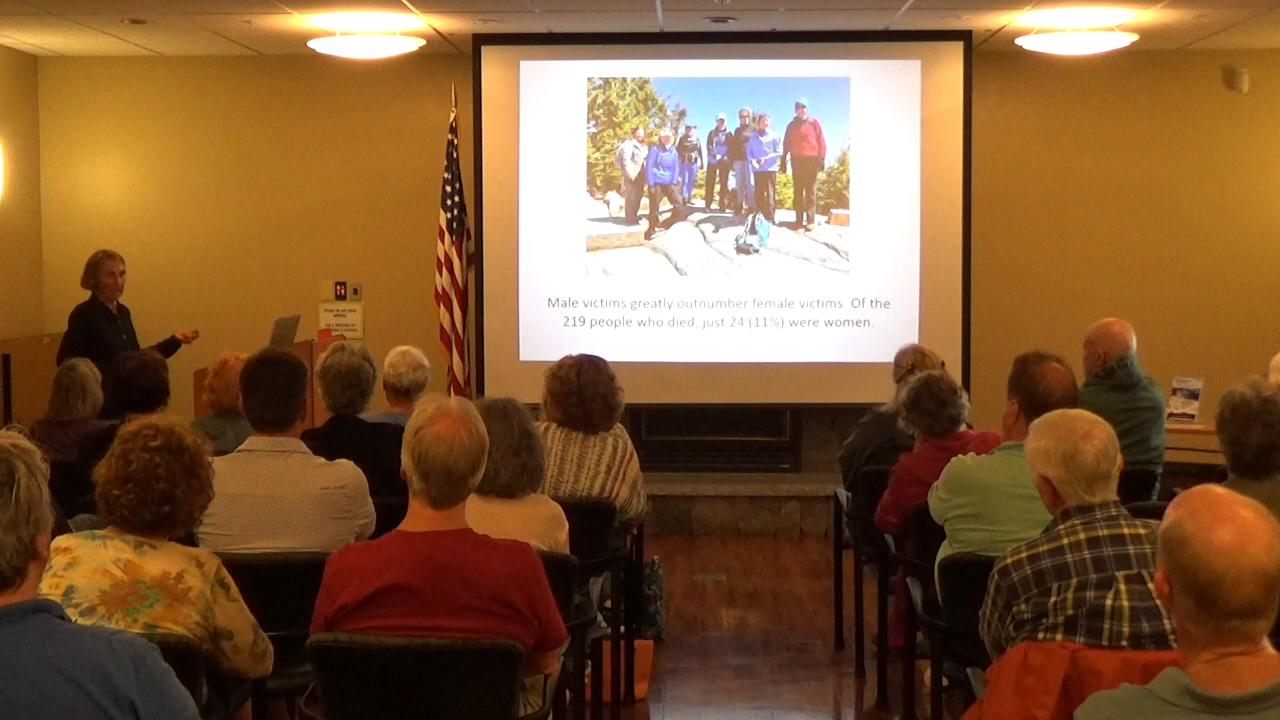 Male victims greatly outnumber female victims  Of the
219 people who died, just 24 (11%) were women.